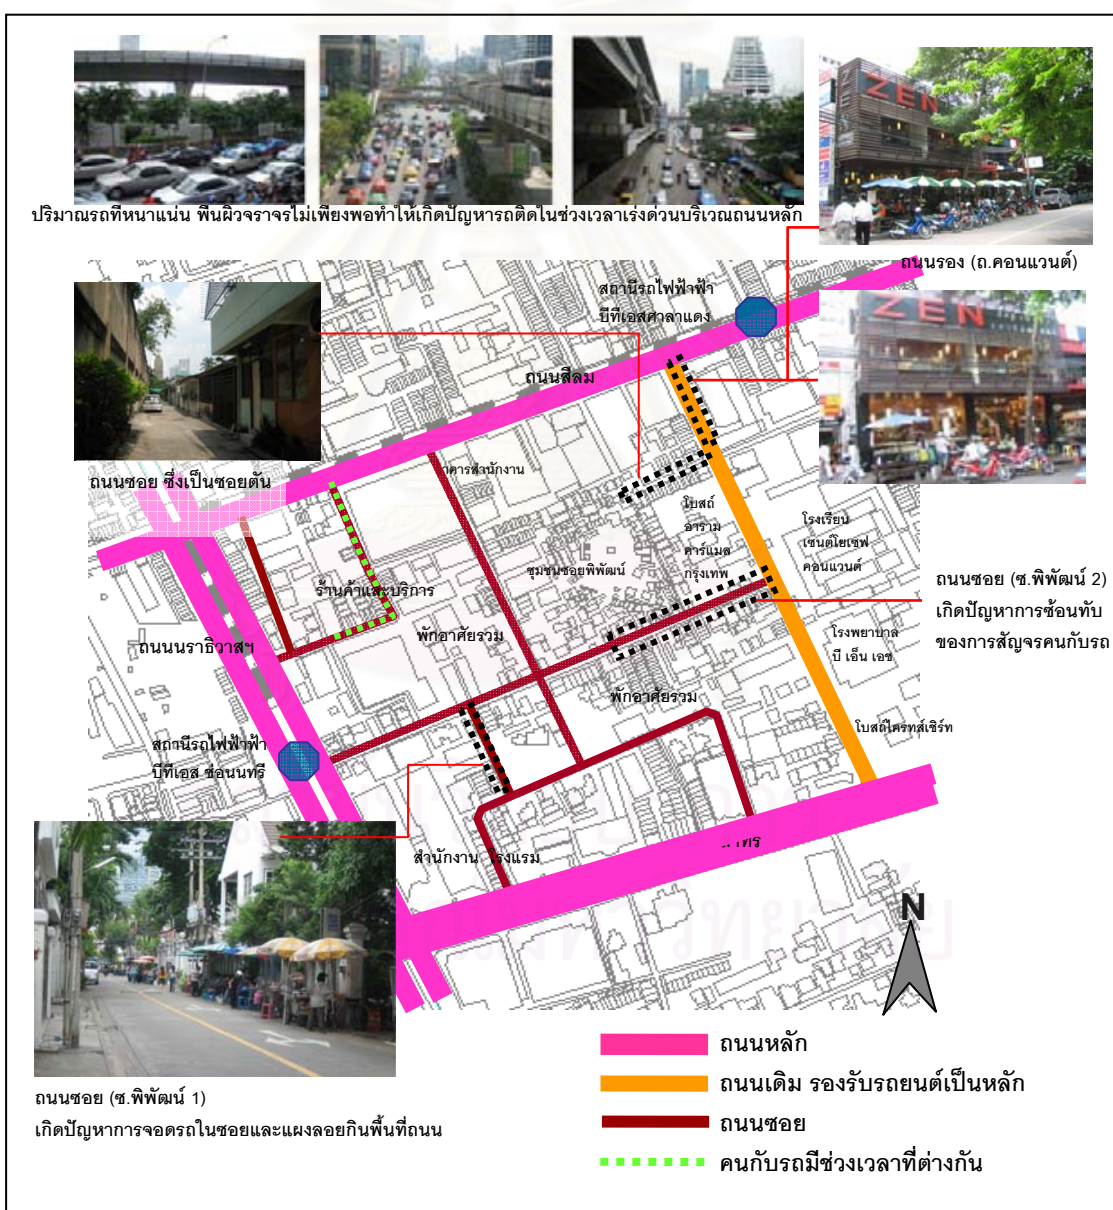 ZEN
ปริมาณรถที่หนาแน่น พื้นผิวจราจรไม่เพียงพอทำให้เกิดปัญหารถติดในช่วงเวลาเร่งด่วนบริเวณถนนหลัก
ถนนรอง (ถ.คอนแวนต์)
สถานีรถไฟฟ้าฟ้า
บีทีเอสศาลาแดง
ZEN
ถนนสีลม
ถนนซอย ซึ่งเป็นซอยตัน
าคารสำนักงาน
โบสถ์
อาราม
คาร์แมล
กรุงเทพ
โรงเรียน
เซนต์โยเซฟ
คอนแวนต์
ชุมชนซอยพิพัฒน์
ร้านค้าและบริการ
พักอาศัยรวม
ถนนซอย (ซ.พิพัฒน์ 2)
เกิดปัญหาการซ้อนทับ
ของการสัญจรคนกับรถ
ถนนนราธิวาสฯ
โรงพยาบาล
บี เอ็น เอช
พักอาศัยรวม
โบสถ์ไครทส์เชิร์ท
สถานีรถไฟฟ้าฟ้า
บีทีเอส ช่อนนทรี
สำนักงาน โรงแรม
N
ถนนหลัก
ถนนเดิม รองรับรถยนต์เป็นหลัก
ถนนซอย
คนกับรถมีช่วงเวลาที่ต่างกัน
ถนนซอย (ซ.พิพัฒน์ 1)
เกิดปัญหาการจอดรถในซอยและแผงลอยกินพื้นที่ถนน